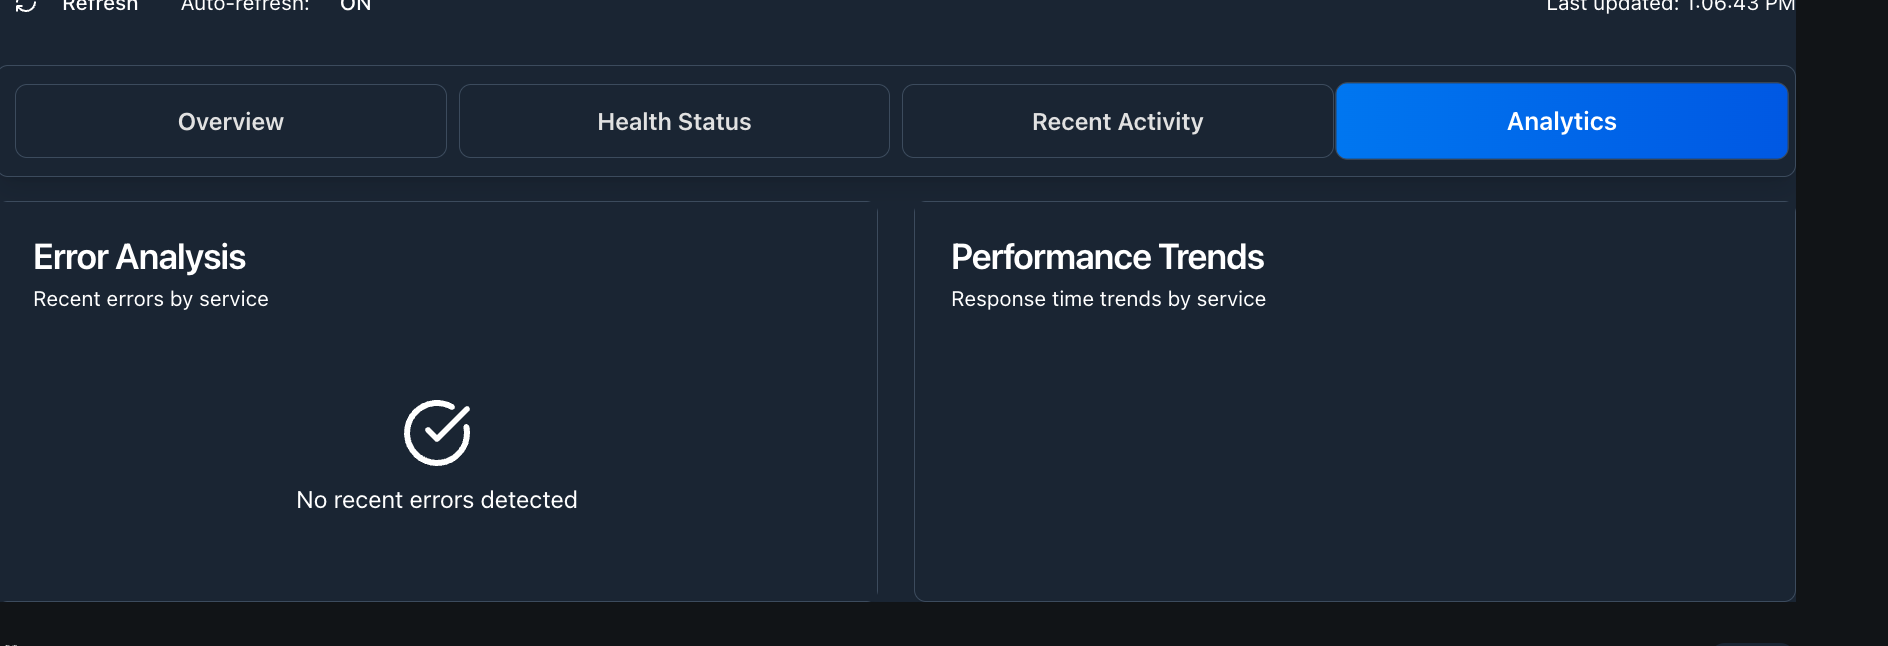 Refresh Auto-refresh: ON Last updated: 1:06:43 PM
Overview Health Status Recent Activity Analytics
Error Analysis
Recent errors by service
No recent errors detected
Performance Trends
Response time trends by service